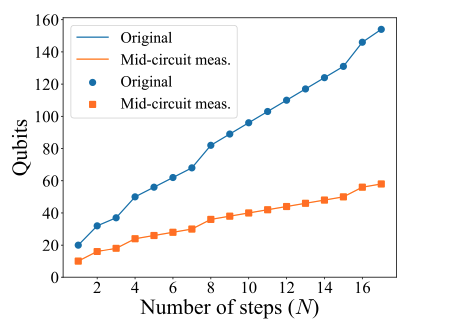 160
140
120
100
80
60
40
20
0
Qubits
Original
Mid-circuit meas.
Original
Mid-circuit meas.
2 4 6 8 10 12 14 16
Number of steps (N)